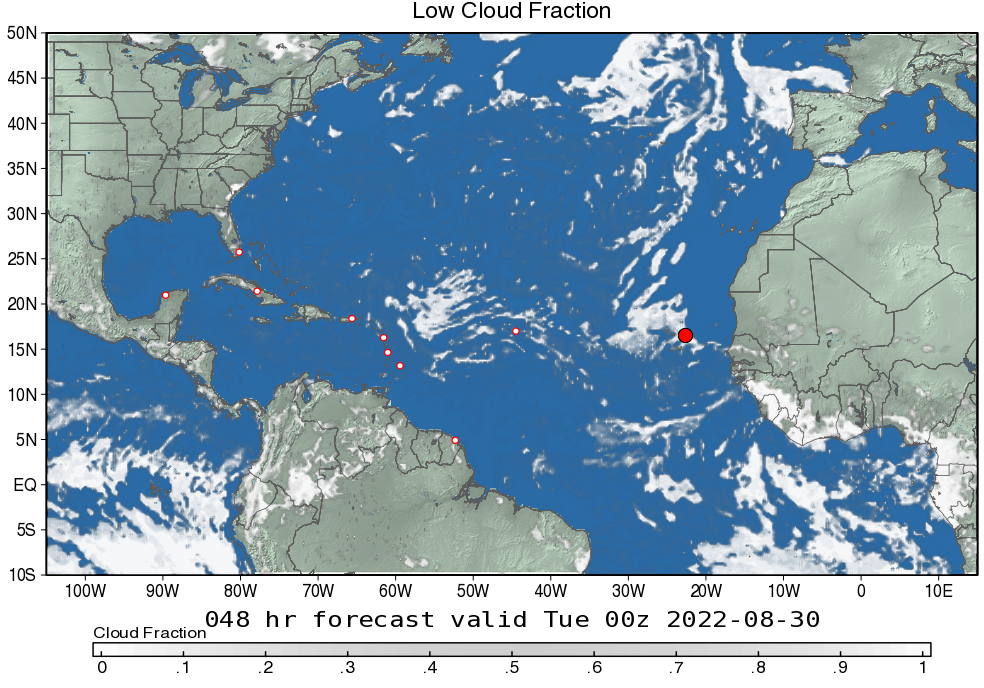 Low Cloud Fraction
50N
45N
40N
35N
30N
25N
20N
15N
10N
5N
EQ
5S
10S
100W 90W 80W 70W 60W 50W 40W 30W 20W 10W 0 10E
048 hr forecast valid Tue 00z 2022-08-30
Cloud Fraction
0 .1 .2 .3 .4 .5 .6 .7 .8 .9 1